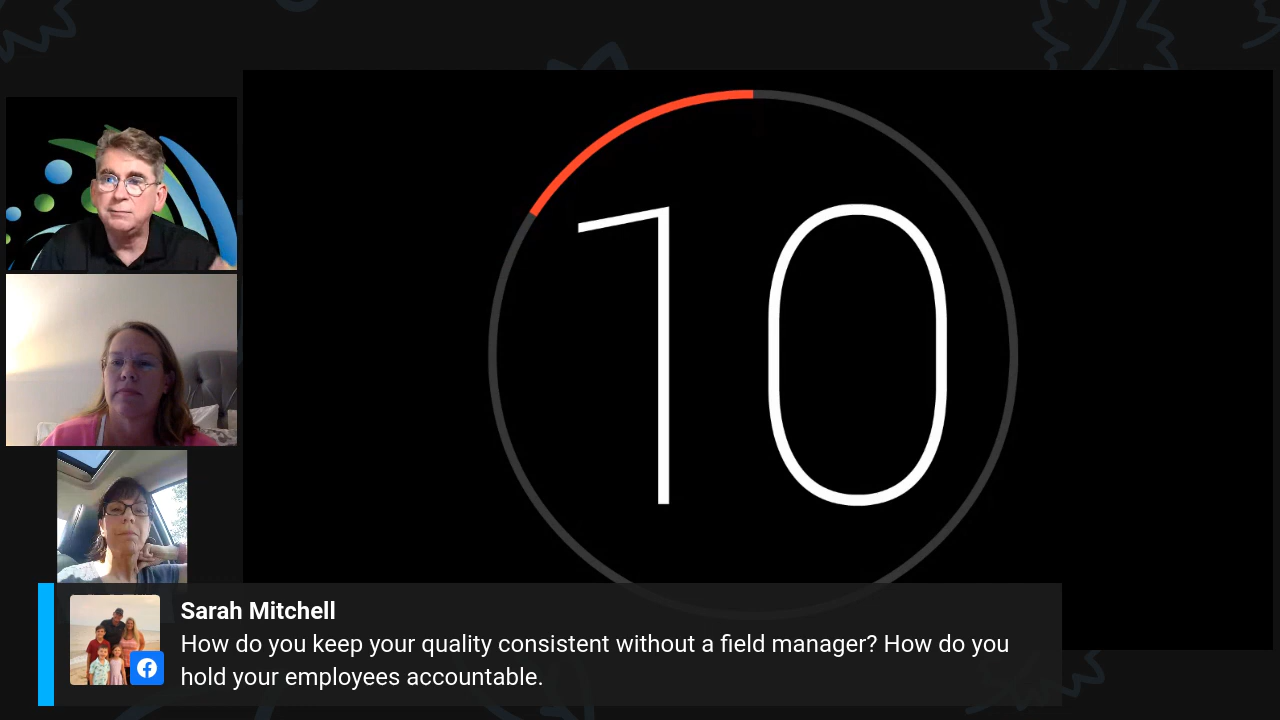 10
Sarah Mitchell
How do you keep your quality consistent without a field manager? How do you
hold your employees accountable.